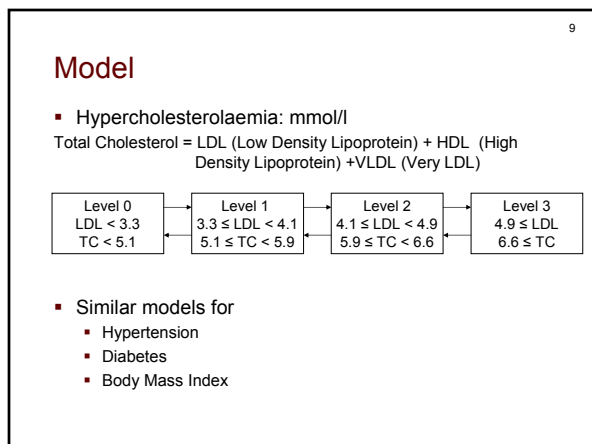 9
Model
▪ Hypercholesterolaemia: mmol/l
Total Cholesterol = LDL (Low Density Lipoprotein) + HDL (High
Density Lipoprotein) +VLDL (Very LDL)
Level 0
LDL < 3.3
TC < 5.1
Level 1
3.3 ≤ LDL < 4.1
5.1 ≤ TC < 5.9
Level 2
4.1 ≤ LDL < 4.9
5.9 ≤ TC < 6.6
Level 3
4.9 ≤ LDL
6.6 ≤ TC
▪ Similar models for
▪ Hypertension
▪ Diabetes
▪ Body Mass Index